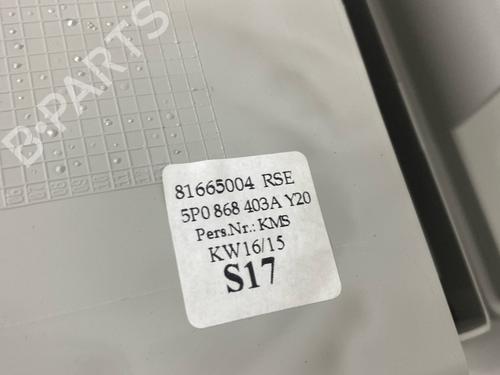 B-PARTS
81665004 RSE
5P0 868 403A Y20
Pers.Nr.: KMS
KW16/15
S17